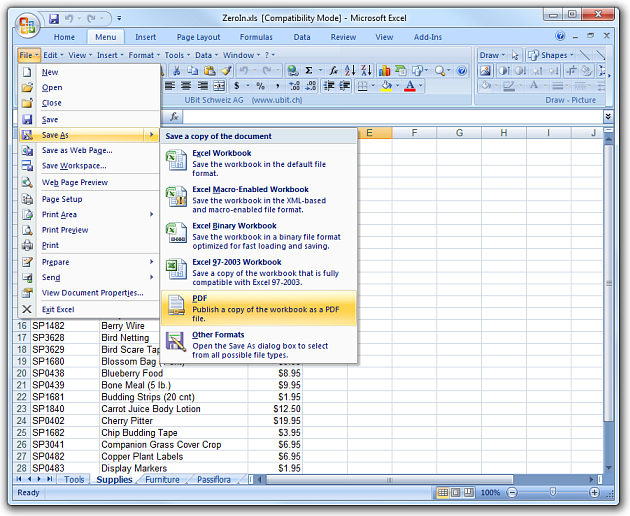 ZeroIn.xls [Compatibility Mode] - Microsoft Excel
Home Menu Insert Page Layout Formulas Data Review View Add-Ins
File Edit View Insert Format Tools Data ? Draw Shapes
UBit Schweiz AG (www.ubit.ch) Draw - Picture
New
Open
Close
Save
Save As
Save as Web Page...
Save Workspace...
Web Page Preview
Page Setup
Print Area
Print Preview
Print
Prepare
Send
View Document Properties...
Exit Excel
Save a copy of the document
Excel Workbook
Save the workbook in the default file
format.
Excel Macro-Enabled Workbook
Save the workbook in the XML-based
and macro-enabled file format.
Excel Binary Workbook
Save the workbook in a binary file format
optimized for fast loading and saving.
Excel 97-2003 Workbook
Save a copy of the workbook that is fully
compatible with Excel 97-2003.
PDF
Publish a copy of the workbook as a PDF
file.
Other Formats
Open the Save As dialog box to select
from all possible file types.
fx
E F G H I J
16 SP1482 Berry Wire
17 SP3628 Bird Netting
18 SP3629 Bird Scare
19 SP1680 Blossom Bag
20 SP0438 Blueberry Food $8.95
21 SP0439 Bone Meal (5 lb.) $9.95
22 SP1681 Budding Strips (20 cnt) $1.95
23 SP1840 Carrot Juice Body Lotion $12.50
24 SP0402 Cherry Pitter $19.95
25 SP1682 Chip Budding Tape $3.95
26 SP3041 Companion Grass Cover Crop $6.95
27 SP0482 Copper Plant Labels $6.95
28 SP0483 Display Markers $1.95
Tools Supplies Furniture Passiflora
Ready 100%